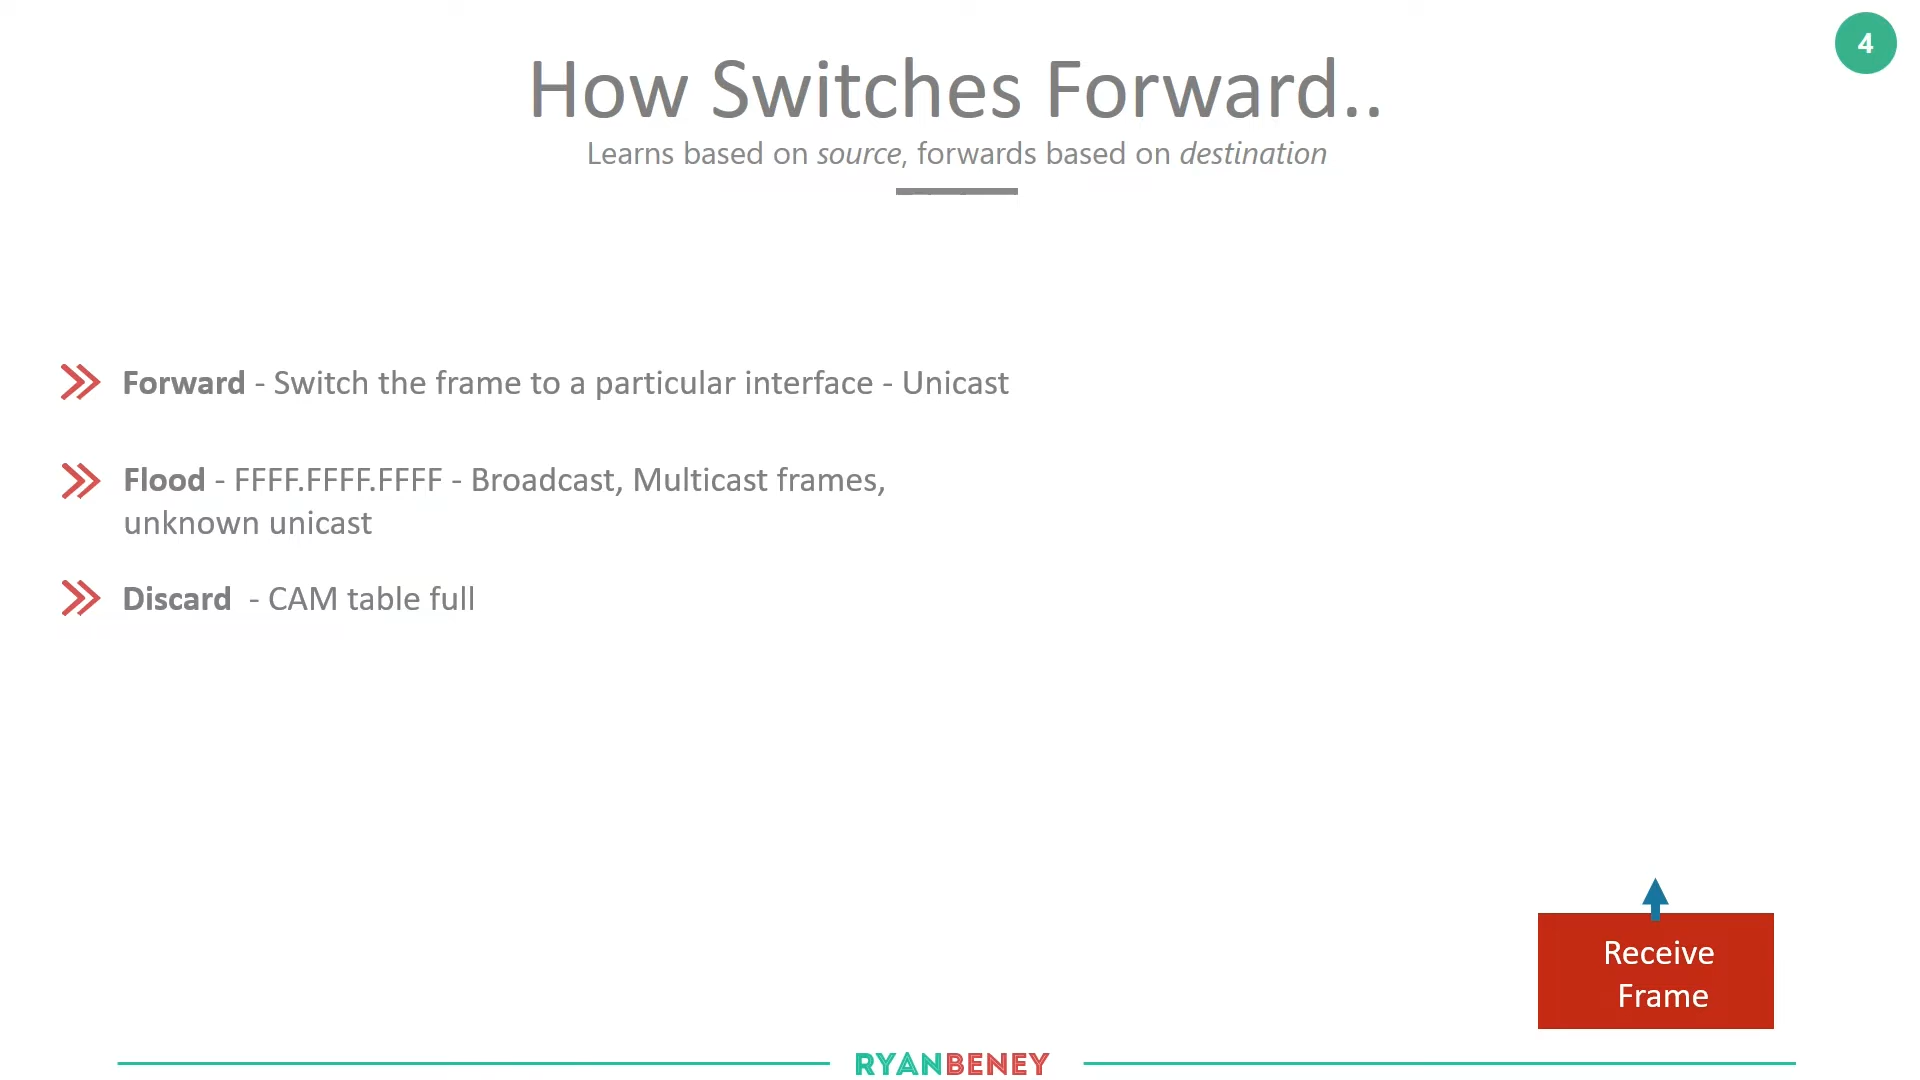 4
How Switches Forward..
Learns based on source, forwards based on destination
Forward - Switch the frame to a particular interface - Unicast
Flood - FFFF.FFFF.FFFF - Broadcast, Multicast frames,
unknown unicast
Discard - CAM table full
Receive
Frame
RYANBENEY